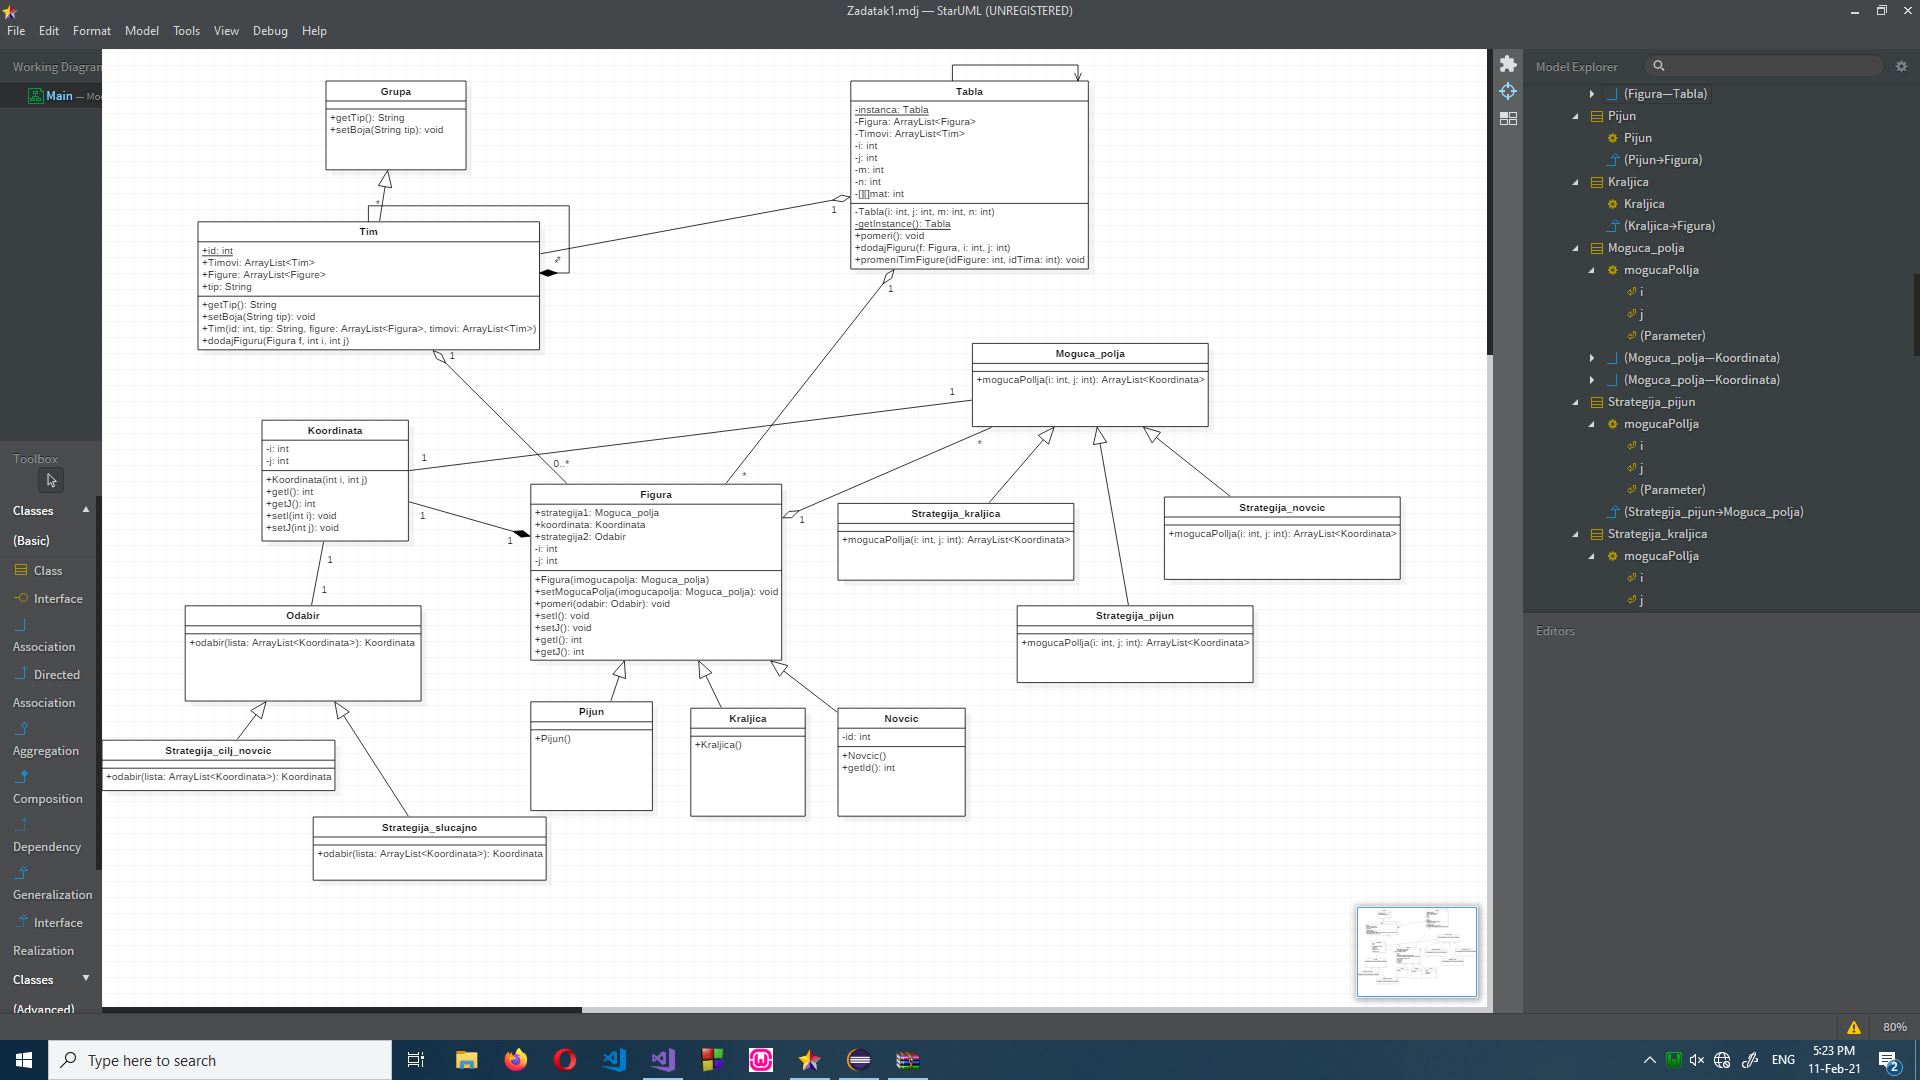 Zadatak1.mdj — StarUML (UNREGISTERED)
File Edit Format Model Tools View Debug Help
Working Diagram
Main — Mod
Toolbox
Classes
(Basic)
Class
Interface
Association
Directed
Association
Aggregation
Composition
Dependency
Generalization
Interface
Realization
Classes
(Advanced)
Grupa
+getTip(): String
+setBoja(String tip): void
*
Tim
+id: int
+Timovi: ArrayList<Tim>
+Figure: ArrayList<Figure>
+tip: String
+getTip(): String
+setBoja(String tip): void
+Tim(id: int, tip: String, figure: ArrayList<Figura>, timovi: ArrayList<Tim>)
+dodajFiguru(Figura f, int i, int j)
1
1
Tabla
-instanca: Tabla
-Figura: ArrayList<Figura>
-Timovi: ArrayList<Tim>
-i: int
-j: int
-m: int
-n: int
-[][]mat: int
-Tabla(i: int, j: int, m: int, n: int)
-getInstance(): Tabla
+pomeri(): void
+dodajFiguru(f: Figura, i: int, j: int)
+promeniTimFigure(idFigure: int, idTima: int): void
1
Moguca_polja
+mogucaPollja(i: int, j: int): ArrayList<Koordinata>
1
*
Koordinata
-i: int
-j: int
+Koordinata(int i, int j)
+getI(): int
+getJ(): int
+setI(int i): void
+setJ(int j): void
1
1
1
1
0..*
*
Figura
+strategija1: Moguca_polja
+koordinata: Koordinata
+strategija2: Odabir
-i: int
-j: int
+Figura(imogucapolja: Moguca_polja)
+setMogucaPolja(imogucapolja: Moguca_polja): void
+pomeri(odabir: Odabir): void
+setI(): void
+setJ(): void
+getI(): int
+getJ(): int
1
1
Strategija_kraljica
+mogucaPollja(i: int, j: int): ArrayList<Koordinata>
Strategija_novcic
+mogucaPollja(i: int, j: int): ArrayList<Koordinata>
Strategija_pijun
+mogucaPollja(i: int, j: int): ArrayList<Koordinata>
Odabir
+odabir(lista: ArrayList<Koordinata>): Koordinata
Strategija_cilj_novcic
+odabir(lista: ArrayList<Koordinata>): Koordinata
Strategija_slucajno
+odabir(lista: ArrayList<Koordinata>): Koordinata
Pijun
+Pijun()
Kraljica
+Kraljica()
Novcic
-id: int
+Novcic()
+getId(): int
Model Explorer
(Figura—Tabla)
Pijun
Pijun
(Pijun→Figura)
Kraljica
Kraljica
(Kraljica→Figura)
Moguca_polja
mogucaPollja
i
j
(Parameter)
(Moguca_polja—Koordinata)
(Moguca_polja—Koordinata)
Strategija_pijun
mogucaPollja
i
j
(Parameter)
(Strategija_pijun→Moguca_polja)
Strategija_kraljica
mogucaPollja
i
j
Editors
80%
Type here to search
ENG
5:23 PM
11-Feb-21
2